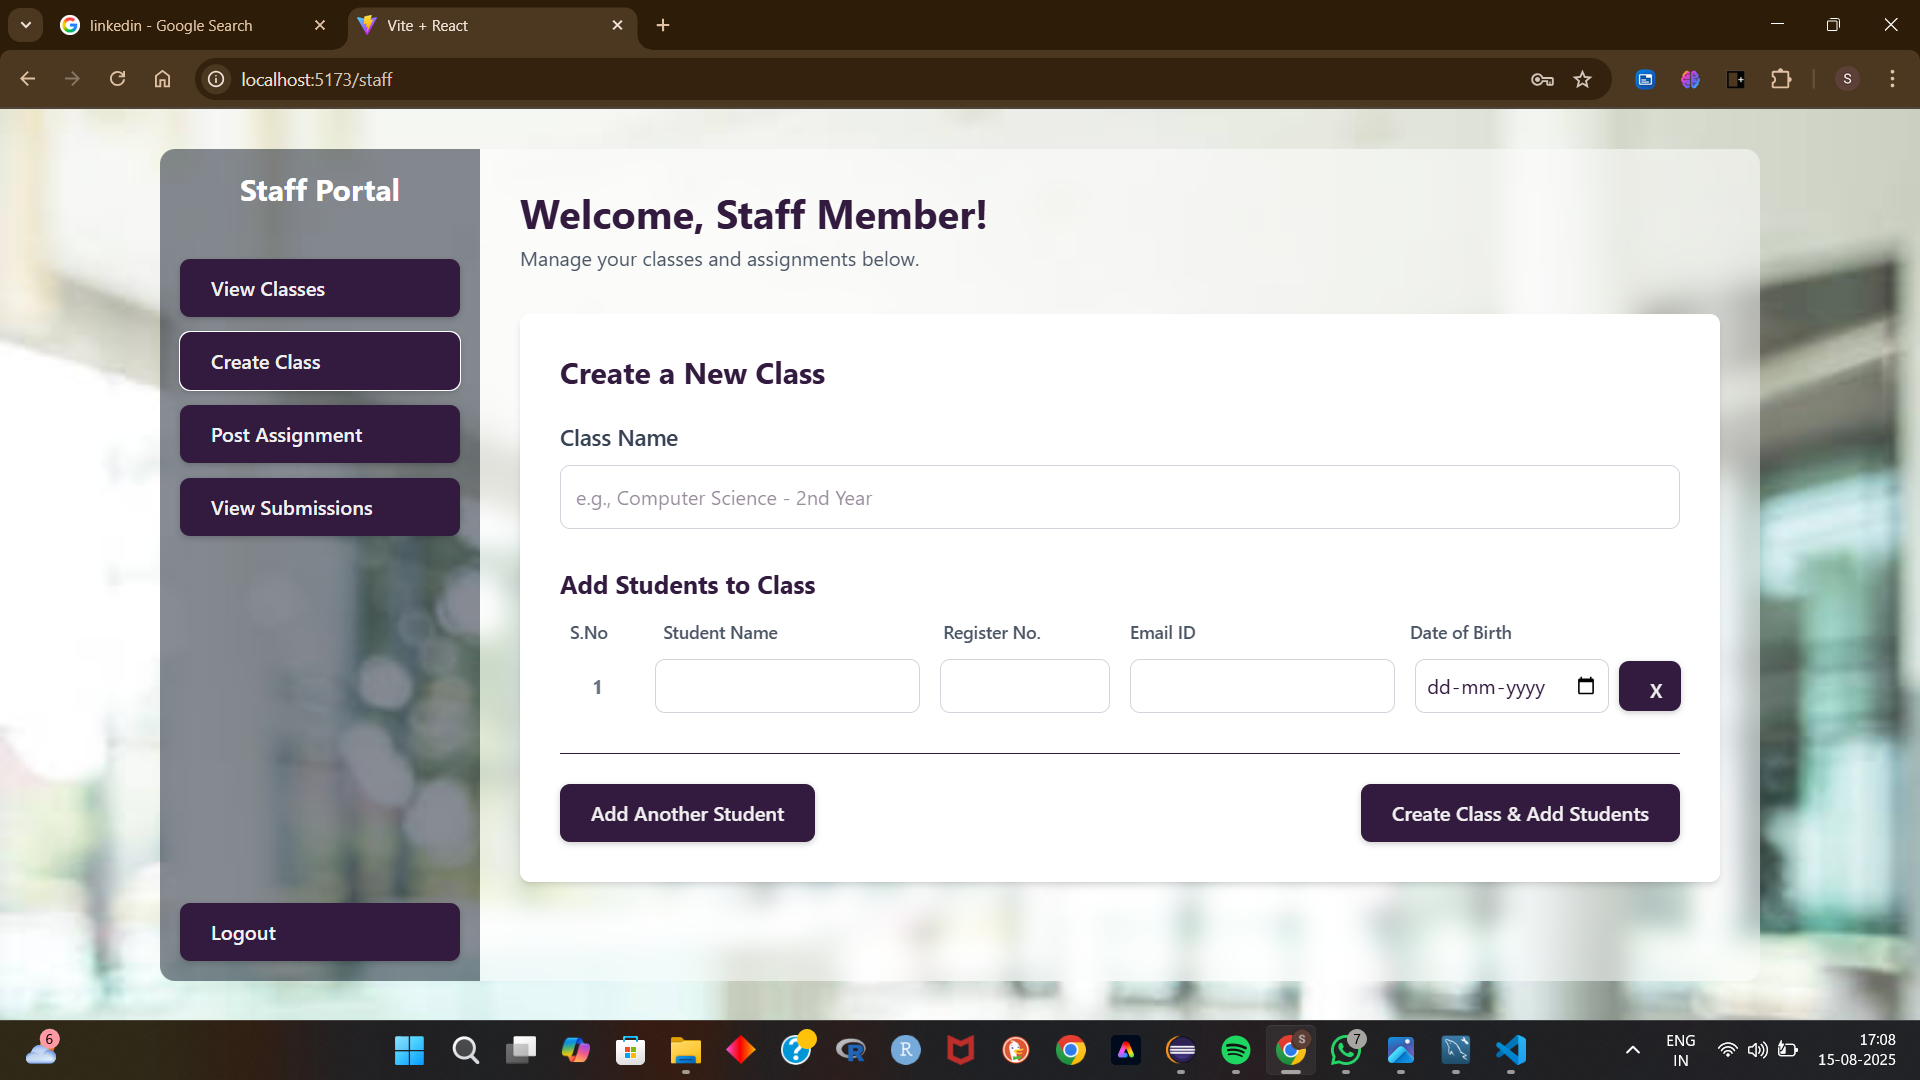 linkedin - Google Search
Vite + React
localhost:5173/staff
S
Staff Portal
View Classes
Create Class
Post Assignment
View Submissions
Logout
Welcome, Staff Member!
Manage your classes and assignments below.
Create a New Class
Class Name
e.g., Computer Science - 2nd Year
Add Students to Class
S.No Student Name Register No. Email ID Date of Birth
1 dd-mm-yyyy X
Add Another Student Create Class & Add Students
6
7
S
ENG
IN
17:08
15-08-2025